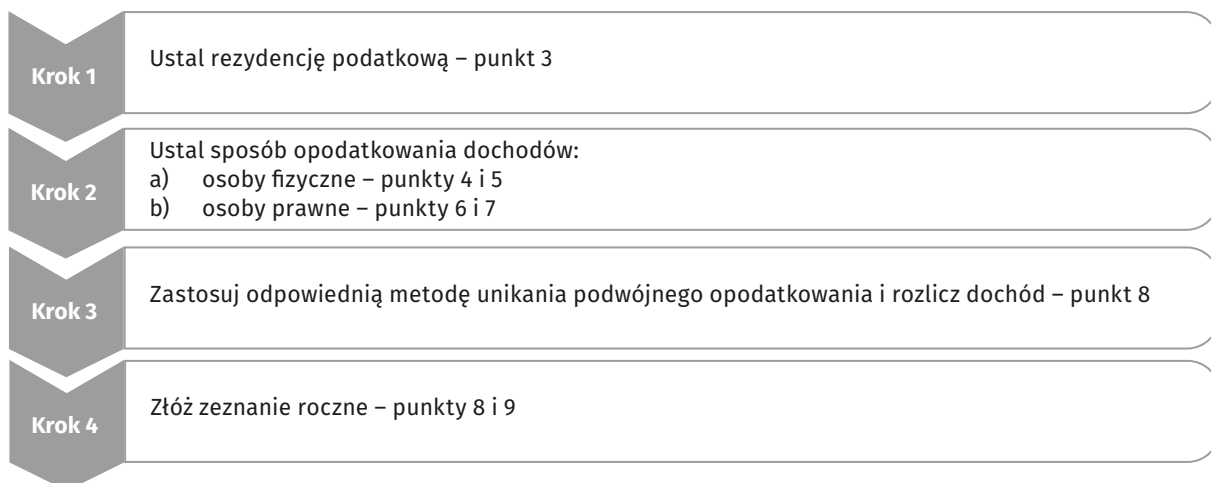 Krok 1
Ustal rezydencję podatkową – punkt 3
Krok 2
Ustal sposób opodatkowania dochodów:
a) osoby fizyczne – punkty 4 i 5
b) osoby prawne – punkty 6 i 7
Krok 3
Zastosuj odpowiednią metodę unikania podwójnego opodatkowania i rozlicz dochód – punkt 8
Krok 4
Złóż zeznanie roczne – punkty 8 i 9